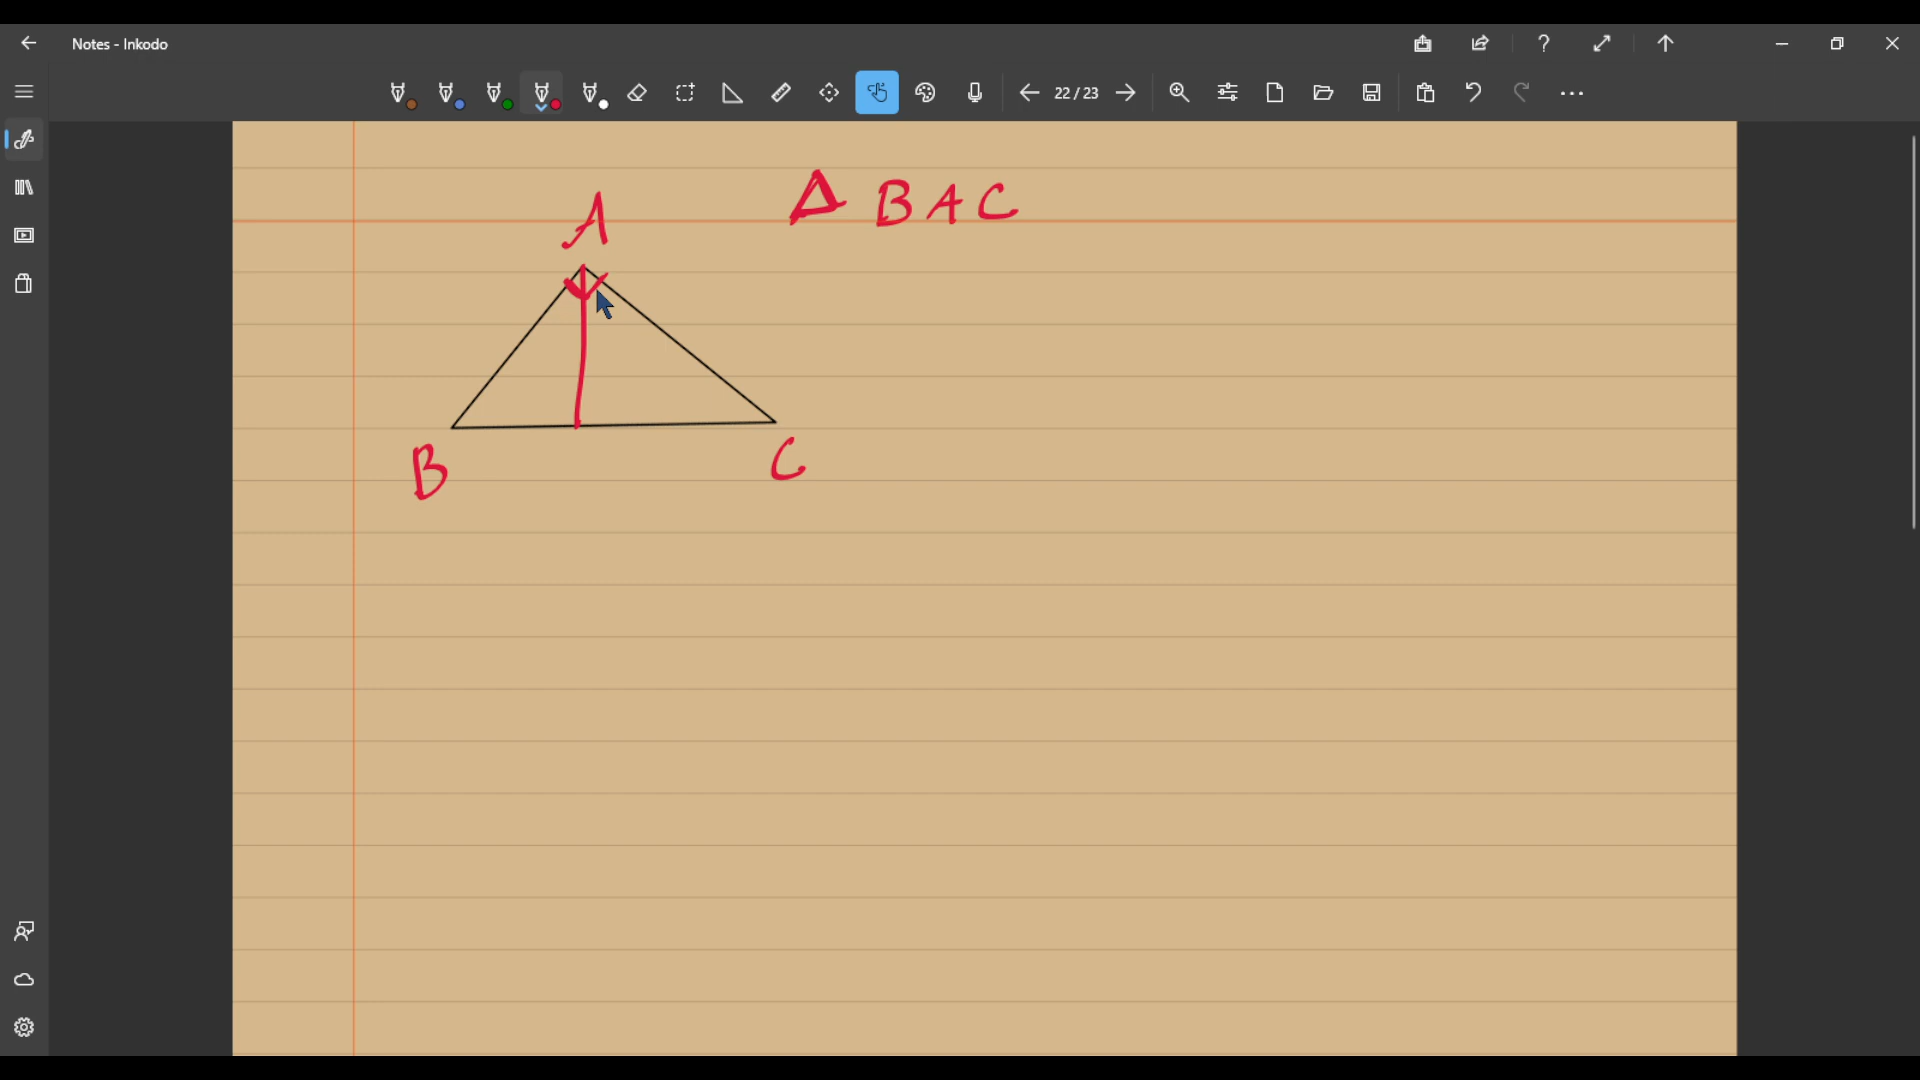 Notes - Inkodo
22 / 23
Δ BAC
A
B
C